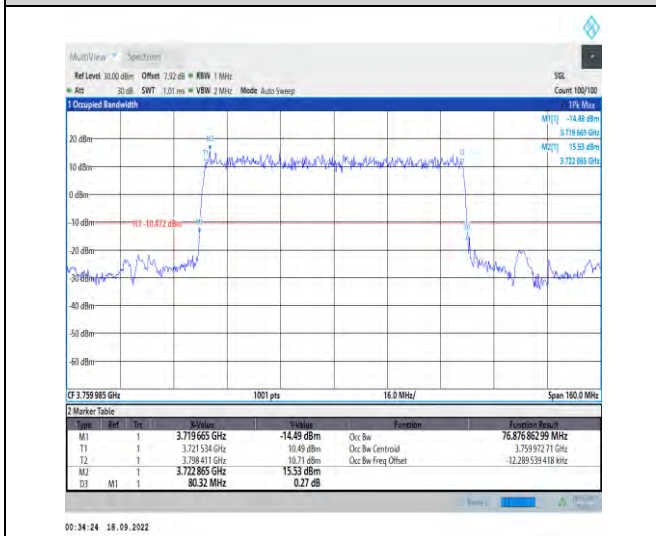 MultiView Spectrum
Ref Level 30.00 dBm Offset 7.92 dB RBW 1 MHz SGL
Att 30 dB SWT 1.01 ms VBW 2 MHz Mode Auto Sweep Count 100/100
1 Occupied Bandwidth 1Pk Max
M1[1] -14.49 dBm
3.719 665 GHz
M2[1] 15.53 dBm
3.722 865 GHz
20 dBm
M2
T1
T2
10 dBm
0 dBm
-10 dBm
H1 -10.472 dBm
M1
D3
-20 dBm
-30 dBm
-40 dBm
-50 dBm
-60 dBm
CF 3.759 985 GHz 1001 pts 16.0 MHz/ Span 160.0 MHz
2 Marker Table
Type Ref Trc X-Value Y-Value Function Function Result
M1 1 3.719 665 GHz -14.49 dBm Occ Bw 76.876 862 99 MHz
T1 1 3.721 534 GHz 10.49 dBm Occ Bw Centroid 3.759 972 71 GHz
T2 1 3.798 411 GHz 10.71 dBm Occ Bw Freq Offset -12.289 539 418 kHz
M2 1 3.722 865 GHz 15.53 dBm
D3 M1 1 80.32 MHz 0.27 dB
00:34:24 18.09.2022